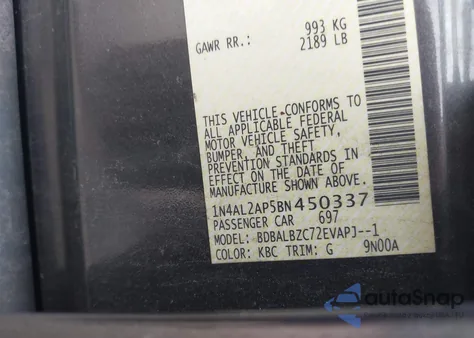 993 KG
GAWR RR.: 2189 LB
THIS VEHICLE CONFORMS TO
ALL APPLICABLE FEDERAL
MOTOR VEHICLE SAFETY,
BUMPER, AND THEFT
PREVENTION STANDARDS IN
EFFECT ON THE DATE OF
MANUFACTURE SHOWN ABOVE.
1N4AL2AP5BN450337
PASSENGER CAR 697
MODEL: BDBALBZC72EVAPJ--1
COLOR: KBC TRIM: G 9N00A
autoSnap